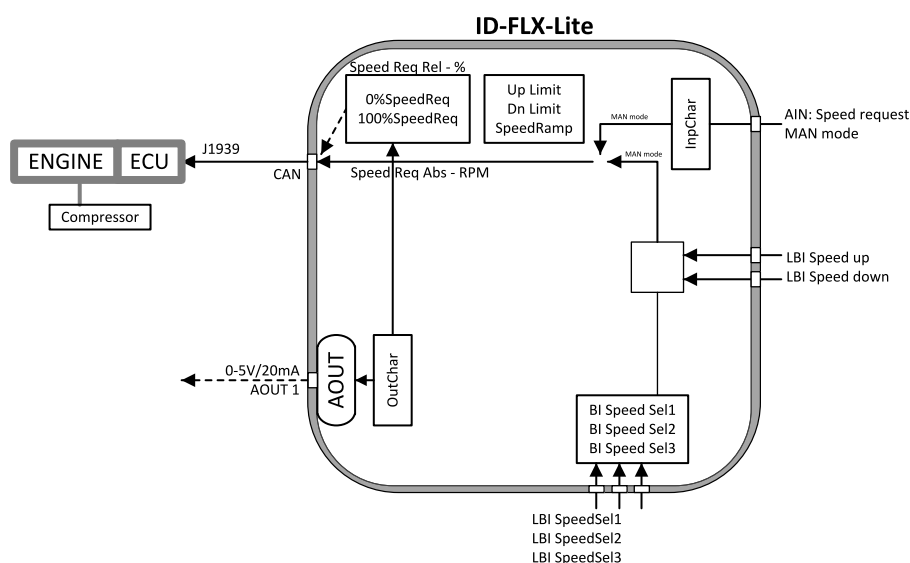 ID-FLX-Lite
Speed Req Rel - %
0%SpeedReq
100%SpeedReq
Up Limit
Dn Limit
SpeedRamp
MAN mode
InpChar
AIN: Speed request
MAN mode
ENGINE
ECU
J1939
CAN
Speed Req Abs - RPM
MAN mode
Compressor
LBI Speed up
LBI Speed down
0-5V/20mA
AOUT 1
AOUT
OutChar
BI Speed Sel1
BI Speed Sel2
BI Speed Sel3
LBI SpeedSel1
LBI SpeedSel2
LBI SpeedSel3